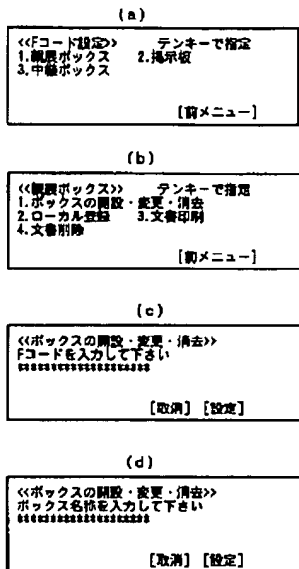 (a)
<<Fコード設定>> テンキーで指定
1.親展ボックス 2.掲示板
3.中継ボックス
[前メニュー]
(b)
<<親展ボックス>> テンキーで指定
1.ボックスの開設・変更・消去
2.ローカル登録 3.文書印刷
4.文書削除
[前メニュー]
(c)
<<ボックスの開設・変更・消去>>
Fコードを入力して下さい
********************
[取消] [設定]
(d)
<<ボックスの開設・変更・消去>>
ボックス名称を入力して下さい
********************
[取消] [設定]